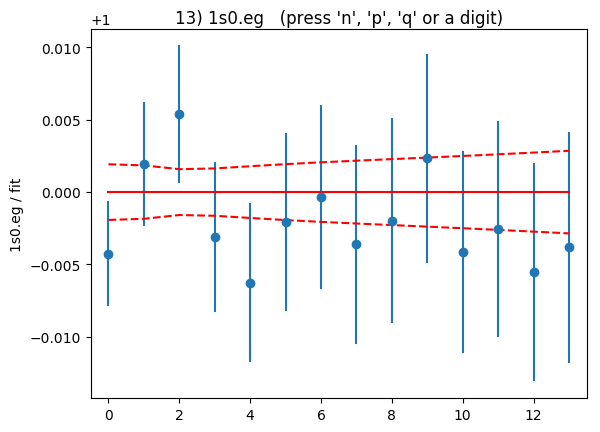 13) 1s0.eg   (press 'n', 'p', 'q' or a digit)
+1
0.010
0.005
0.000
−0.005
−0.010
1s0.eg / fit
0 2 4 6 8 10 12